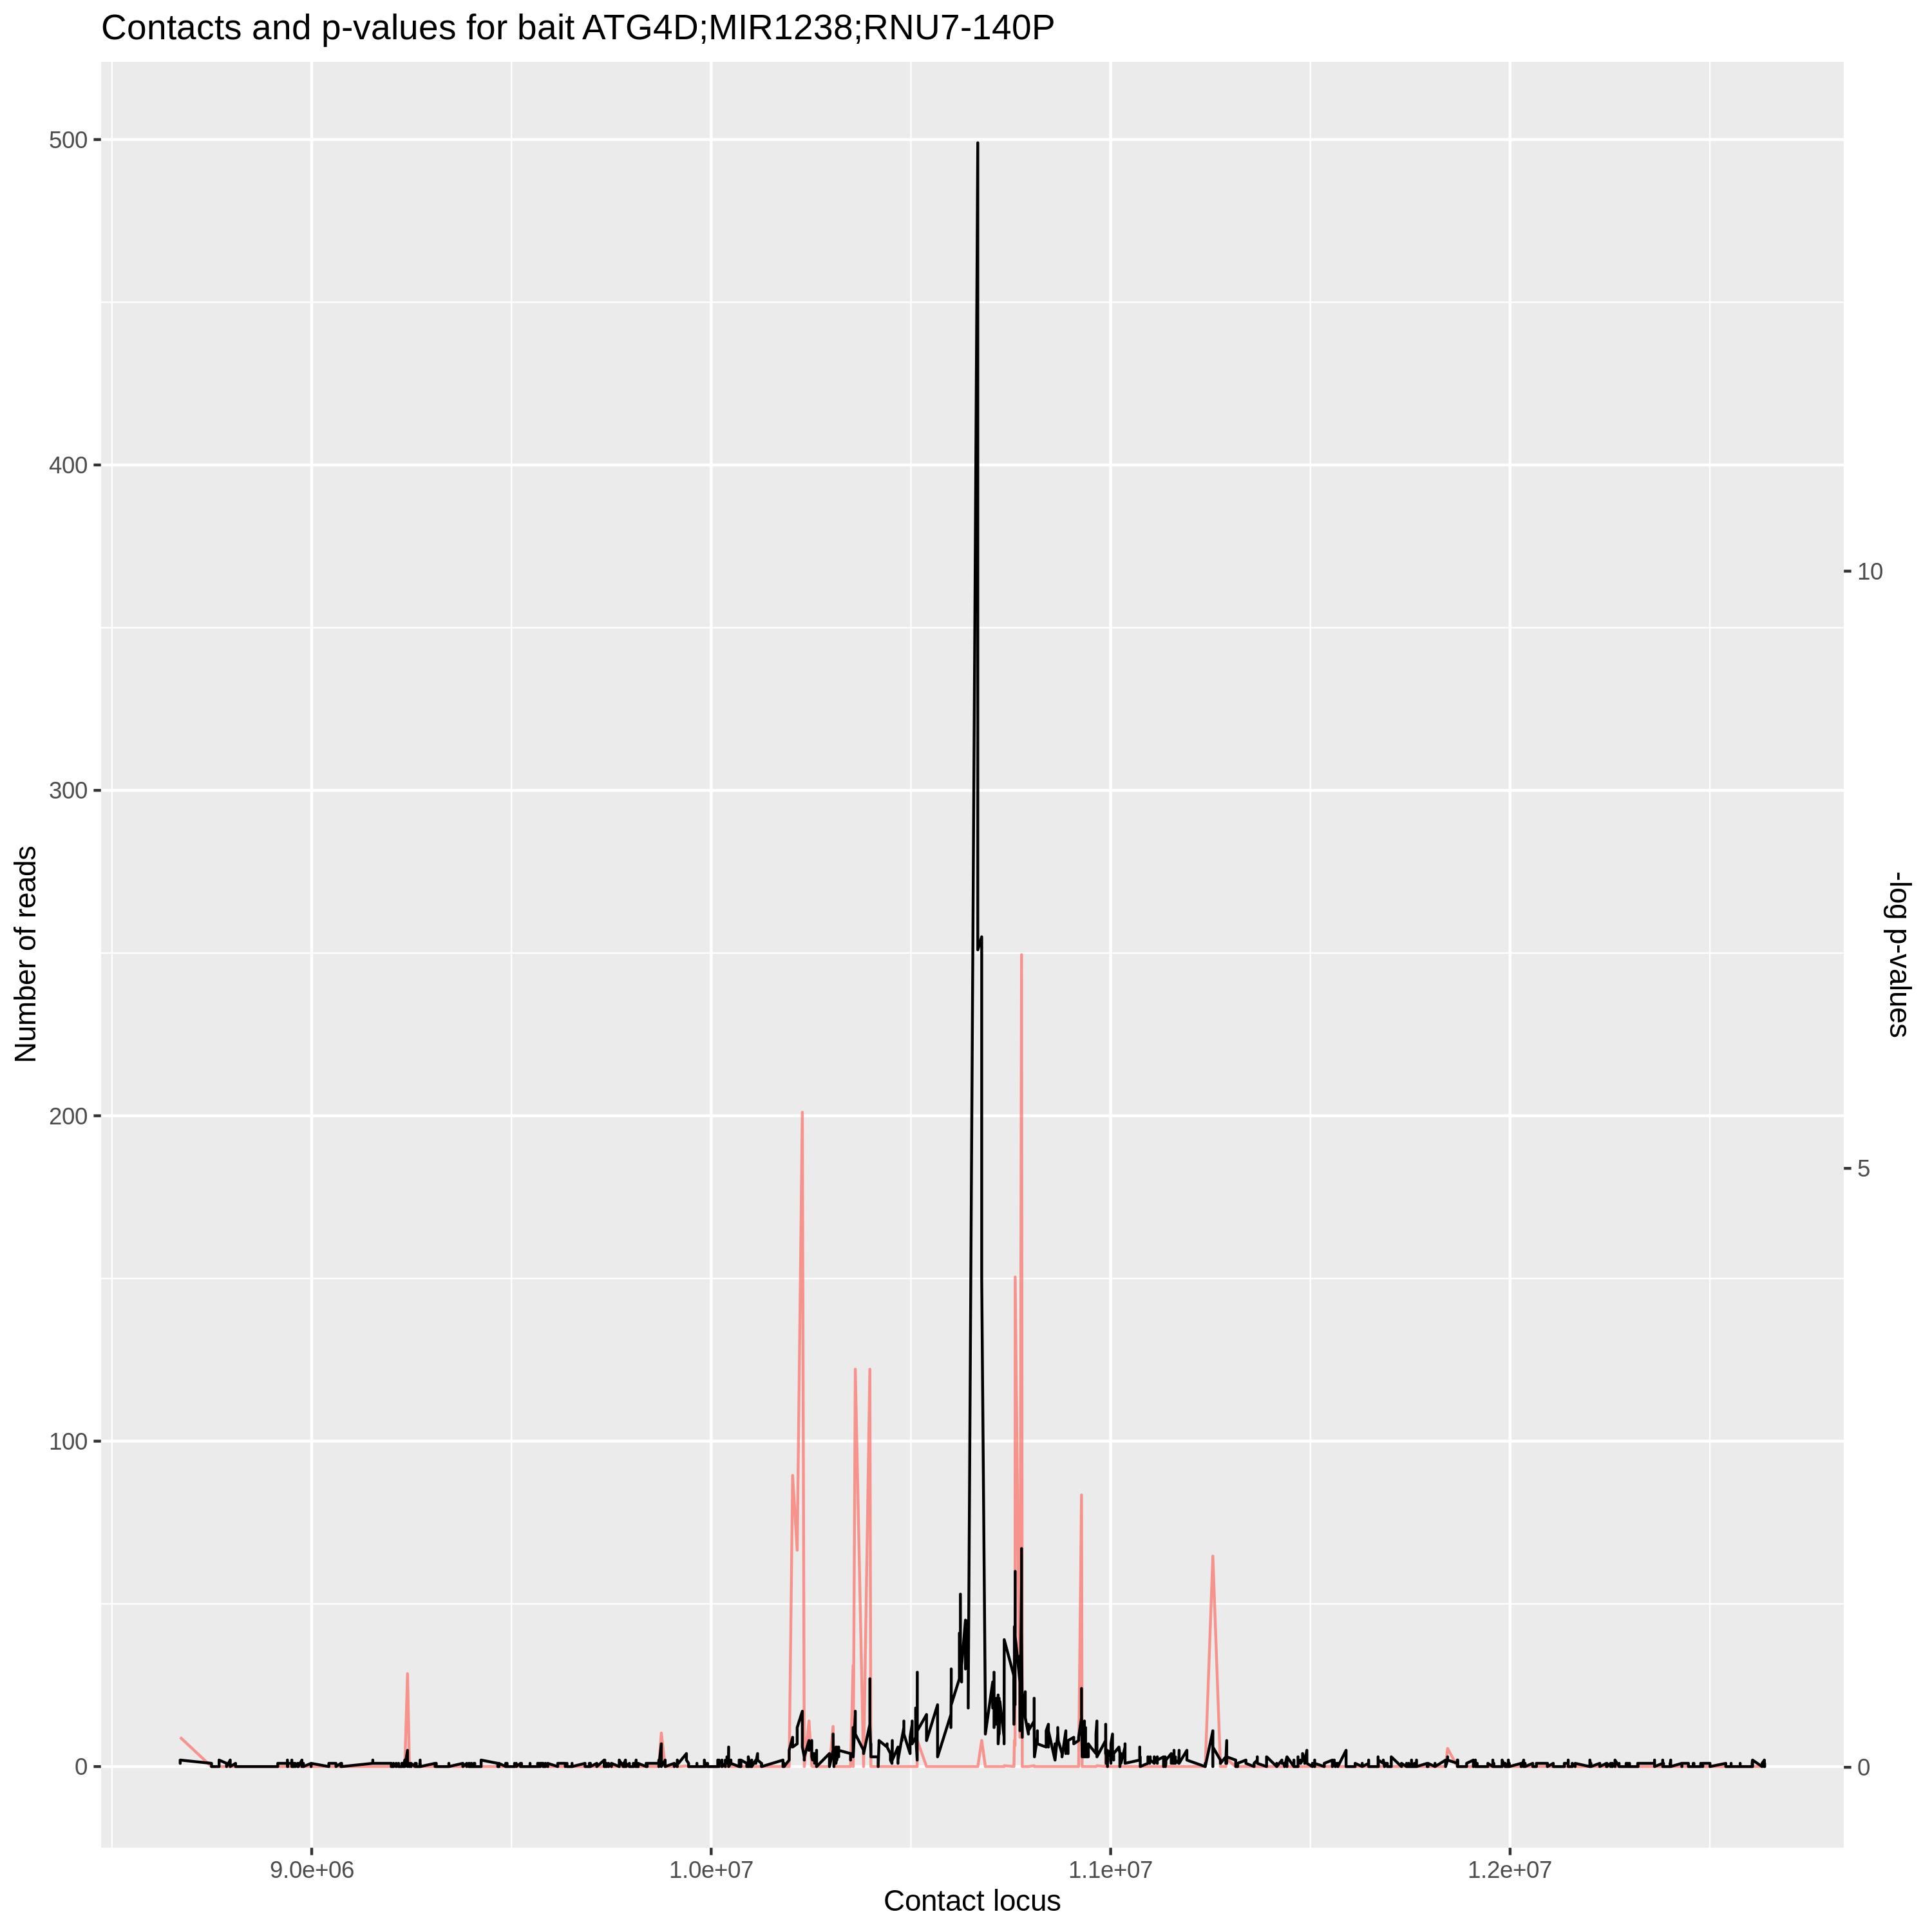 Contacts and p-values for bait ATG4D;MIR1238;RNU7-140P
500
400
300
200
100
0
Number of reads
10
5
0
-log p-values
9.0e+06
1.0e+07
1.1e+07
1.2e+07
Contact locus